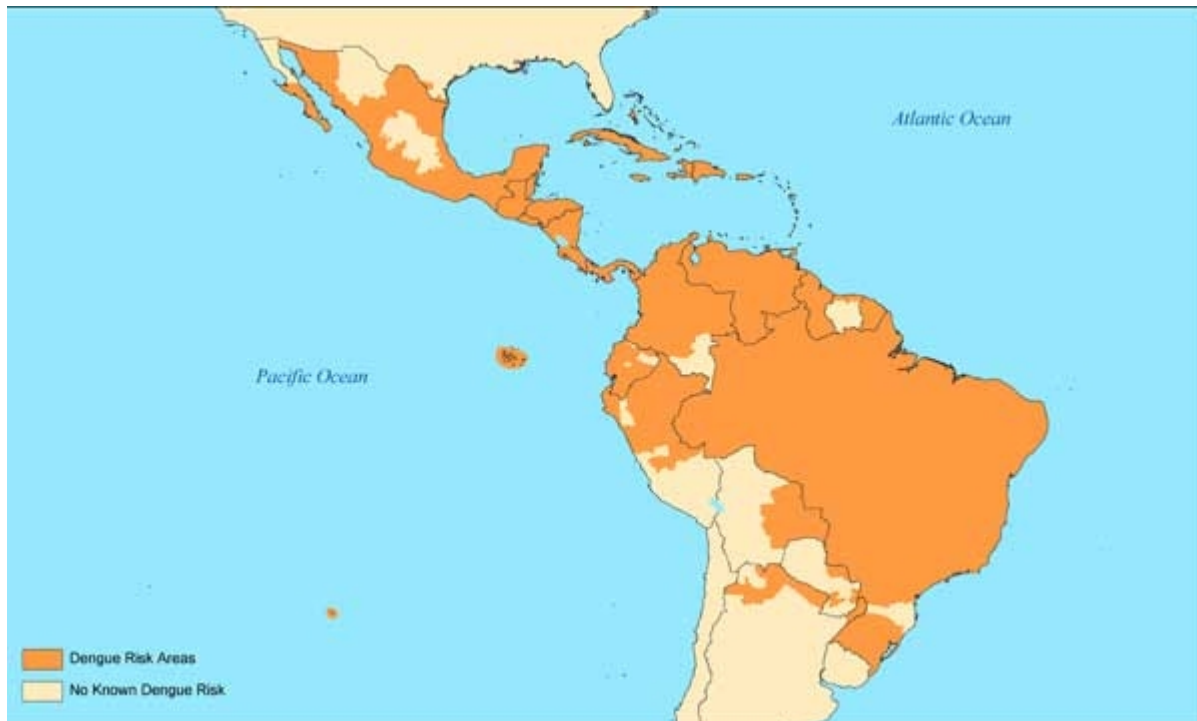 Atlantic Ocean
Pacific Ocean
Dengue Risk Areas
No Known Dengue Risk